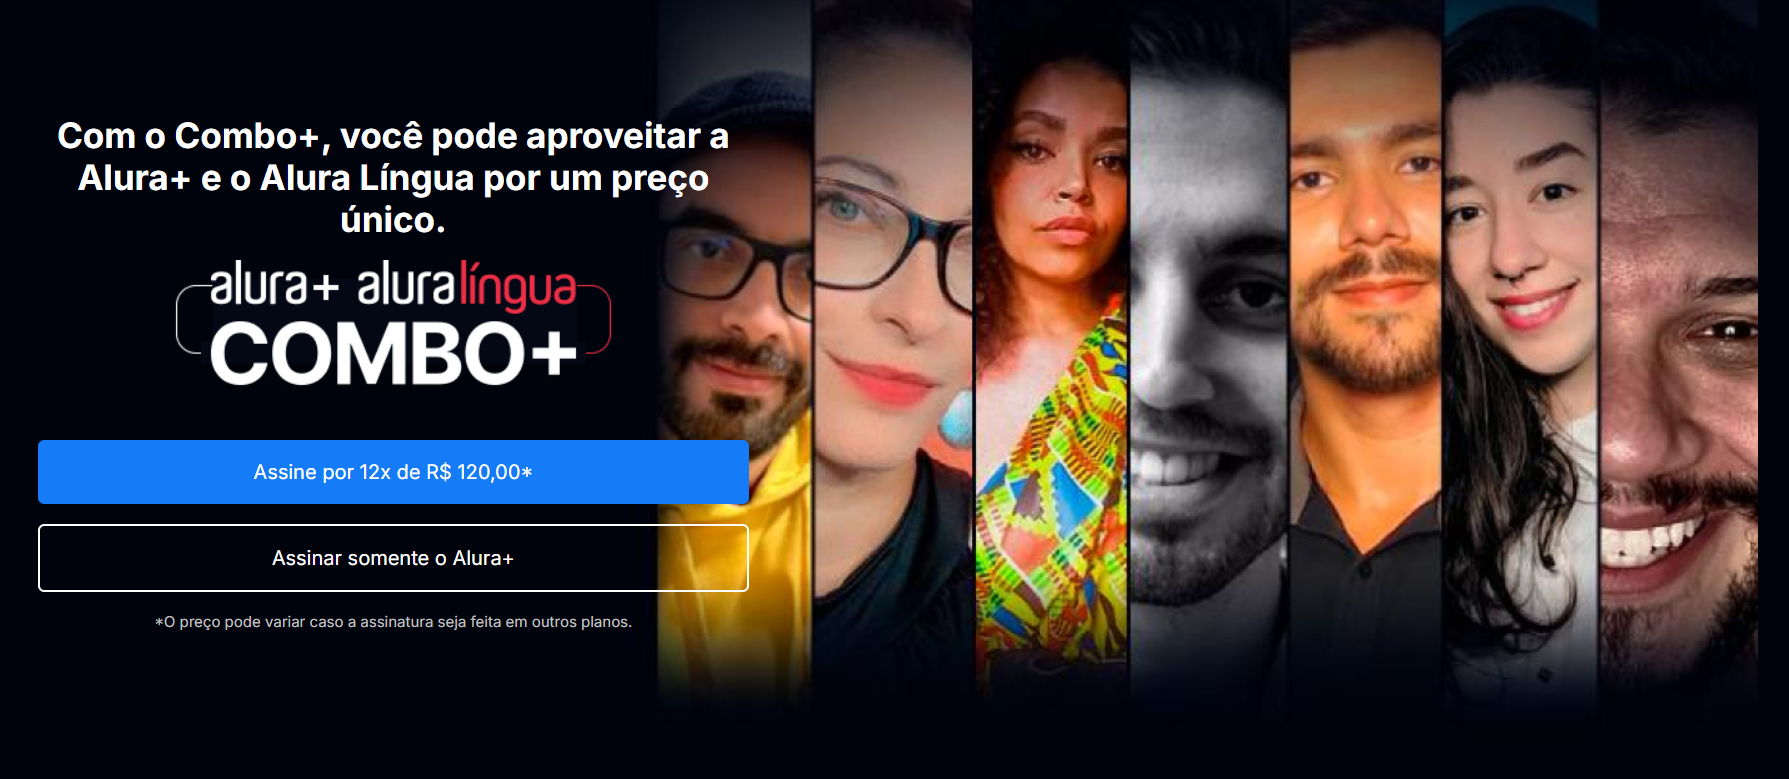 Com o Combo+, você pode aproveitar a
Alura+ e o Alura Língua por um preço
único.
alura+ aluralíngua
COMBO+
Assine por 12x de R$ 120,00*
Assinar somente o Alura+
*O preço pode variar caso a assinatura seja feita em outros planos.